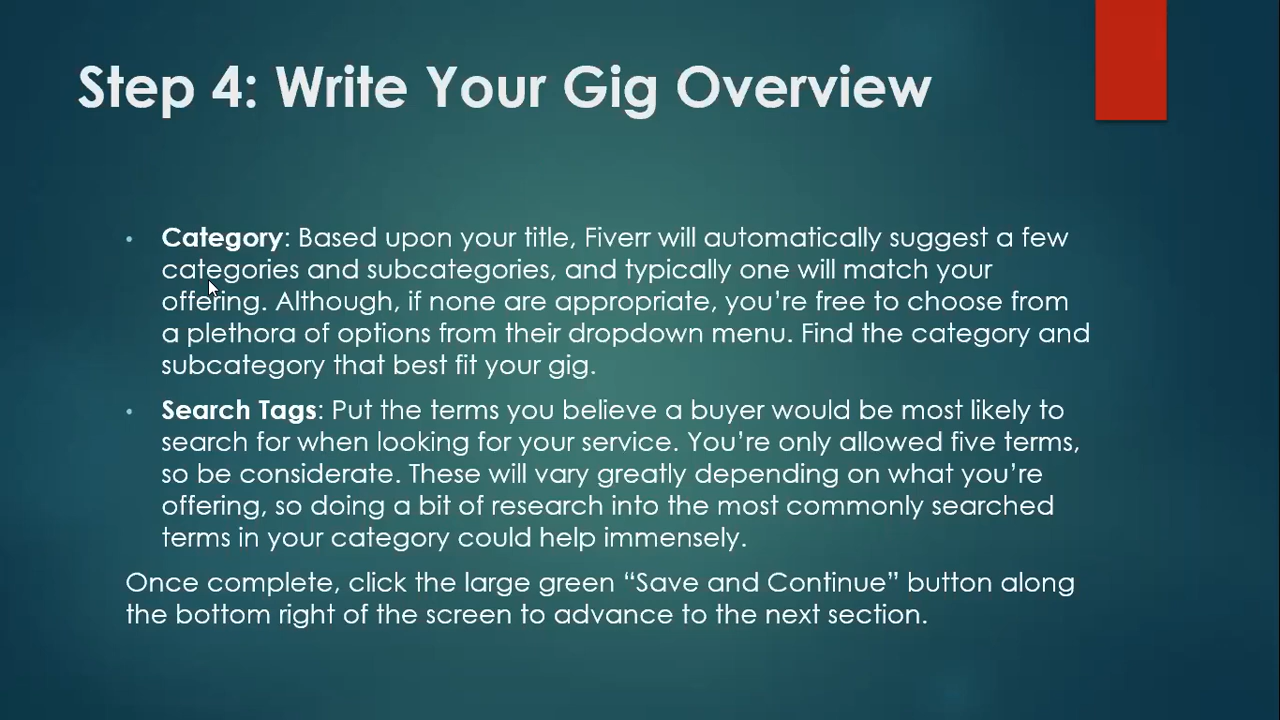 Step 4: Write Your Gig Overview
• Category: Based upon your title, Fiverr will automatically suggest a few
categories and subcategories, and typically one will match your
offering. Although, if none are appropriate, you’re free to choose from
a plethora of options from their dropdown menu. Find the category and
subcategory that best fit your gig.
• Search Tags: Put the terms you believe a buyer would be most likely to
search for when looking for your service. You’re only allowed five terms,
so be considerate. These will vary greatly depending on what you’re
offering, so doing a bit of research into the most commonly searched
terms in your category could help immensely.
Once complete, click the large green “Save and Continue” button along
the bottom right of the screen to advance to the next section.